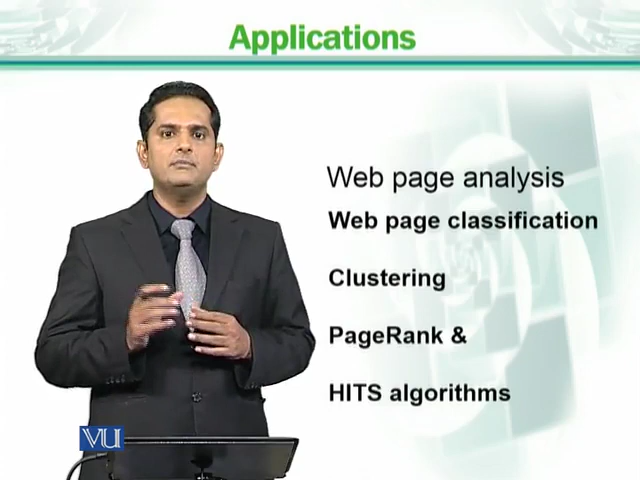 Applications
Web page analysis
Web page classification
Clustering
PageRank &
HITS algorithms
VU